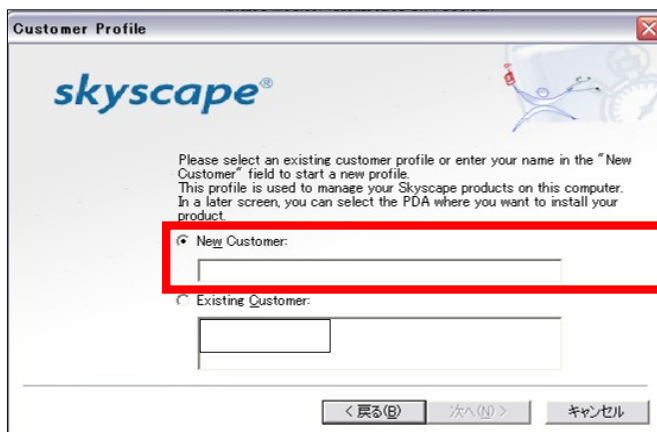 Customer Profile
skyscape®
Please select an existing customer profile or enter your name in the "New
Customer" field to start a new profile.
This profile is used to manage your Skyscape products on this computer.
In a later screen, you can select the PDA where you want to install your
product.
New Customer:
Existing Customer:
< 戻る(B)
次へ(N) >
キャンセル